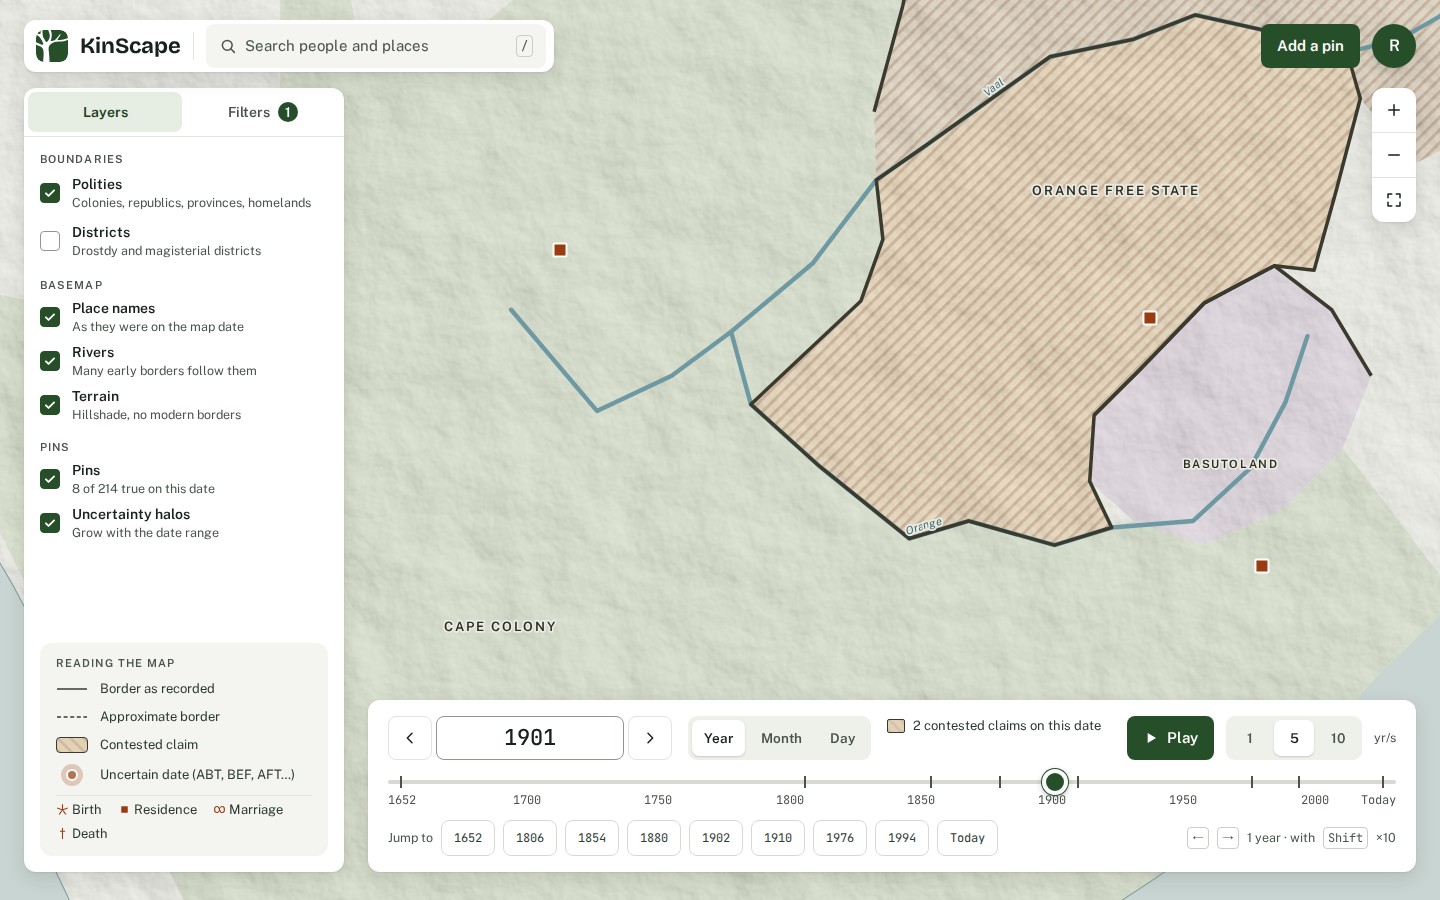 KinScape
Search people and places
/
Add a pin
R
Layers
Filters 1
BOUNDARIES
Polities
Colonies, republics, provinces, homelands
Districts
Drostdy and magisterial districts
BASEMAP
Place names
As they were on the map date
Rivers
Many early borders follow them
Terrain
Hillshade, no modern borders
PINS
Pins
8 of 214 true on this date
Uncertainty halos
Grow with the date range
READING THE MAP
Border as recorded
Approximate border
Contested claim
Uncertain date (ABT, BEF, AFT…)
Birth
Residence
Marriage
Death
Vaal
ORANGE FREE STATE
BASUTOLAND
Orange
CAPE COLONY
1901
Year
Month
Day
2 contested claims on this date
Play
1
5
10
yr/s
1652
1700
1750
1800
1850
1900
1950
2000
Today
Jump to
1652
1806
1854
1880
1902
1910
1976
1994
Today
← → 1 year · with Shift ×10